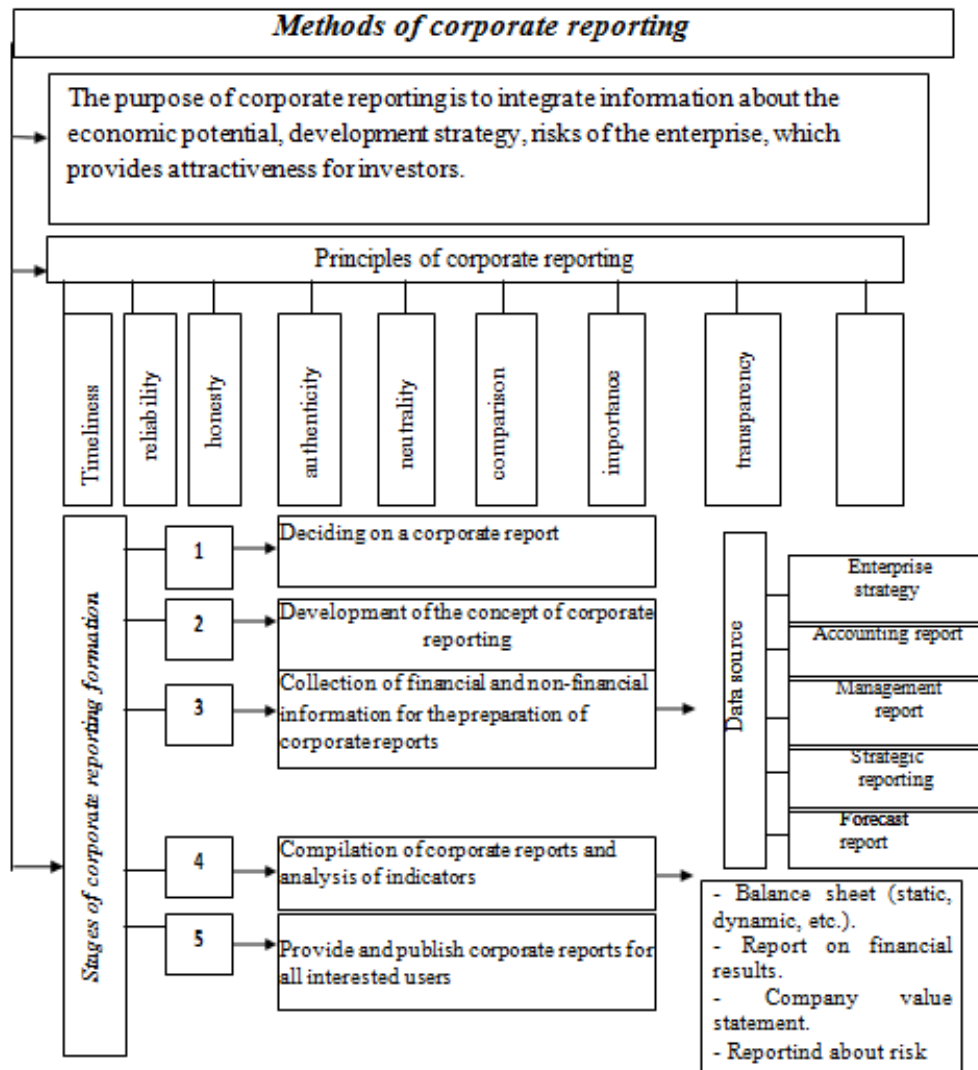 Methods of corporate reporting
The purpose of corporate reporting is to integrate information about the
economic potential, development strategy, risks of the enterprise, which
provides attractiveness for investors.
Principles of corporate reporting
Timeliness
reliability
honesty
authenticity
neutrality
comparison
importance
transparency
Stages of corporate reporting formation
1
Deciding on a corporate report
2
Development of the concept of corporate
reporting
3
Collection of financial and non-financial
information for the preparation of
corporate reports
4
Compilation of corporate reports and
analysis of indicators
5
Provide and publish corporate reports for
all interested users
Data source
Enterprise
strategy
Accounting report
Management
report
Strategic
reporting
Forecast
report
- Balance sheet (static,
dynamic, etc.).
- Report on financial
results.
- Company value
statement.
- Reportind about risk